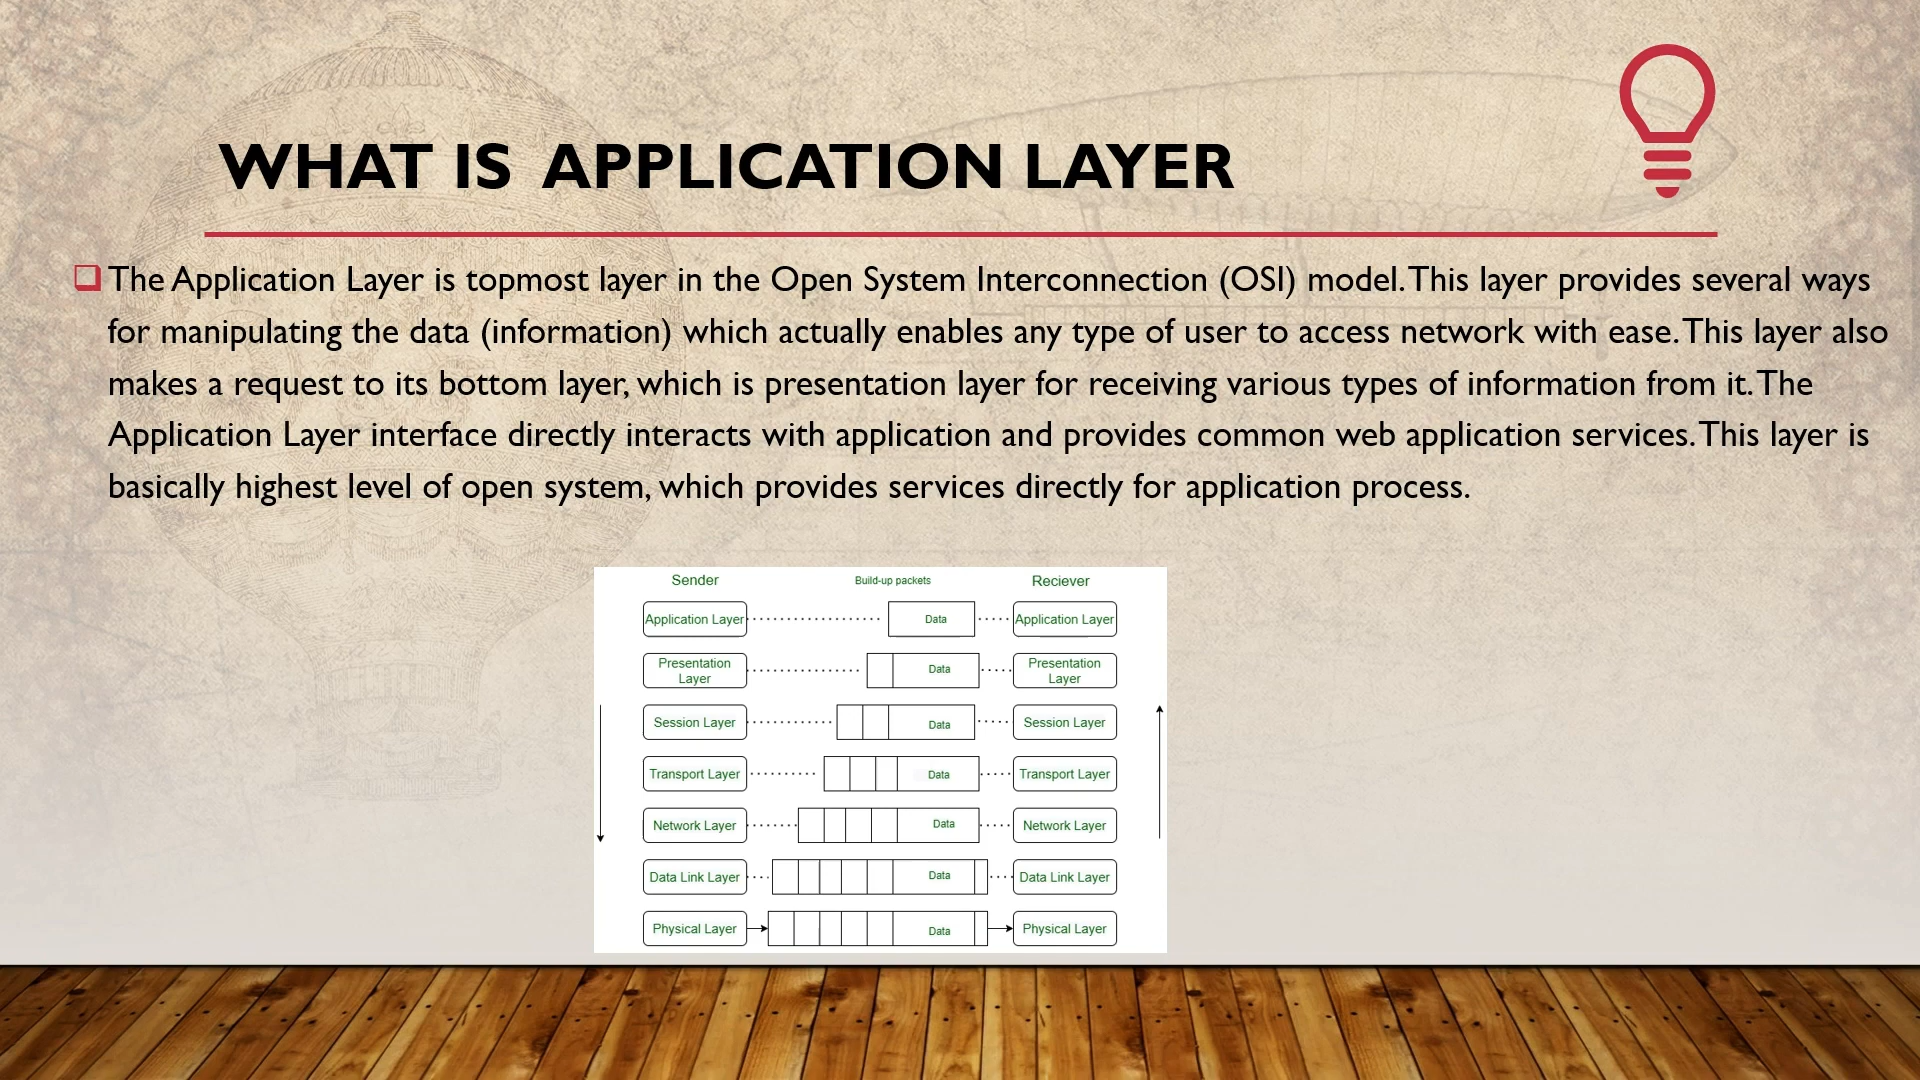 WHAT IS APPLICATION LAYER
The Application Layer is topmost layer in the Open System Interconnection (OSI) model. This layer provides several ways
for manipulating the data (information) which actually enables any type of user to access network with ease. This layer also
makes a request to its bottom layer, which is presentation layer for receiving various types of information from it. The
Application Layer interface directly interacts with application and provides common web application services. This layer is
basically highest level of open system, which provides services directly for application process.
Sender Build-up packets Reciever
Application Layer Data Application Layer
Presentation Layer Data Presentation Layer
Session Layer Data Session Layer
Transport Layer Data Transport Layer
Network Layer Data Network Layer
Data Link Layer Data Data Link Layer
Physical Layer Data Physical Layer